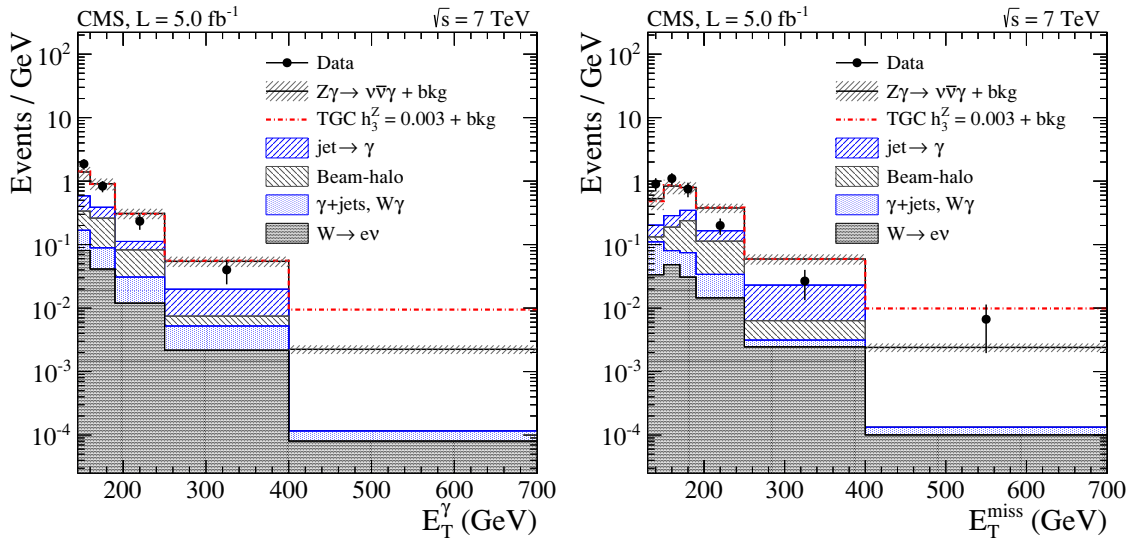 CMS, L = 5.0 fb⁻¹ √s = 7 TeV
Events / GeV
10²
10
1
10⁻¹
10⁻²
10⁻³
10⁻⁴
Data
Zγ→ νν̄γ + bkg
TGC h₃ᶻ = 0.003 + bkg
jet→ γ
Beam-halo
γ+jets, Wγ
W→ eν
200 300 400 500 600 700
E_T^γ (GeV)
CMS, L = 5.0 fb⁻¹ √s = 7 TeV
Events / GeV
10²
10
1
10⁻¹
10⁻²
10⁻³
10⁻⁴
Data
Zγ→ νν̄γ + bkg
TGC h₃ᶻ = 0.003 + bkg
jet→ γ
Beam-halo
γ+jets, Wγ
W→ eν
200 300 400 500 600 700
E_T^miss (GeV)